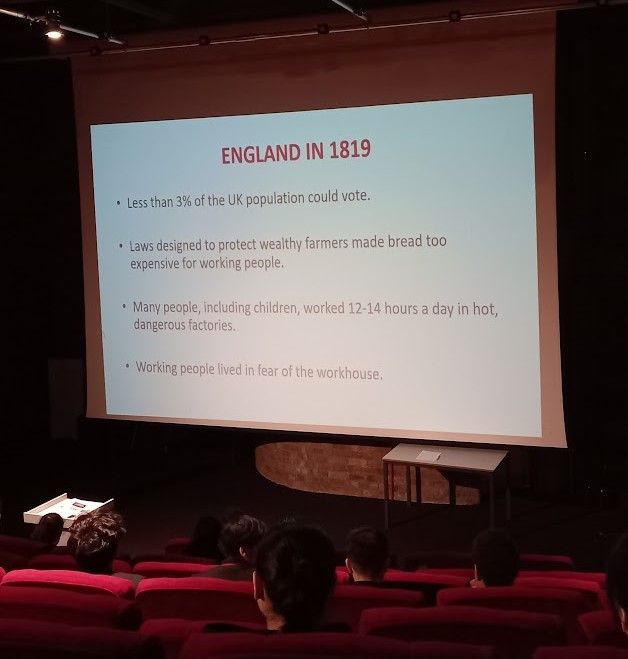 ENGLAND IN 1819
• Less than 3% of the UK population could vote.
• Laws designed to protect wealthy farmers made bread too
expensive for working people.
• Many people, including children, worked 12-14 hours a day in hot,
dangerous factories.
• Working people lived in fear of the workhouse.